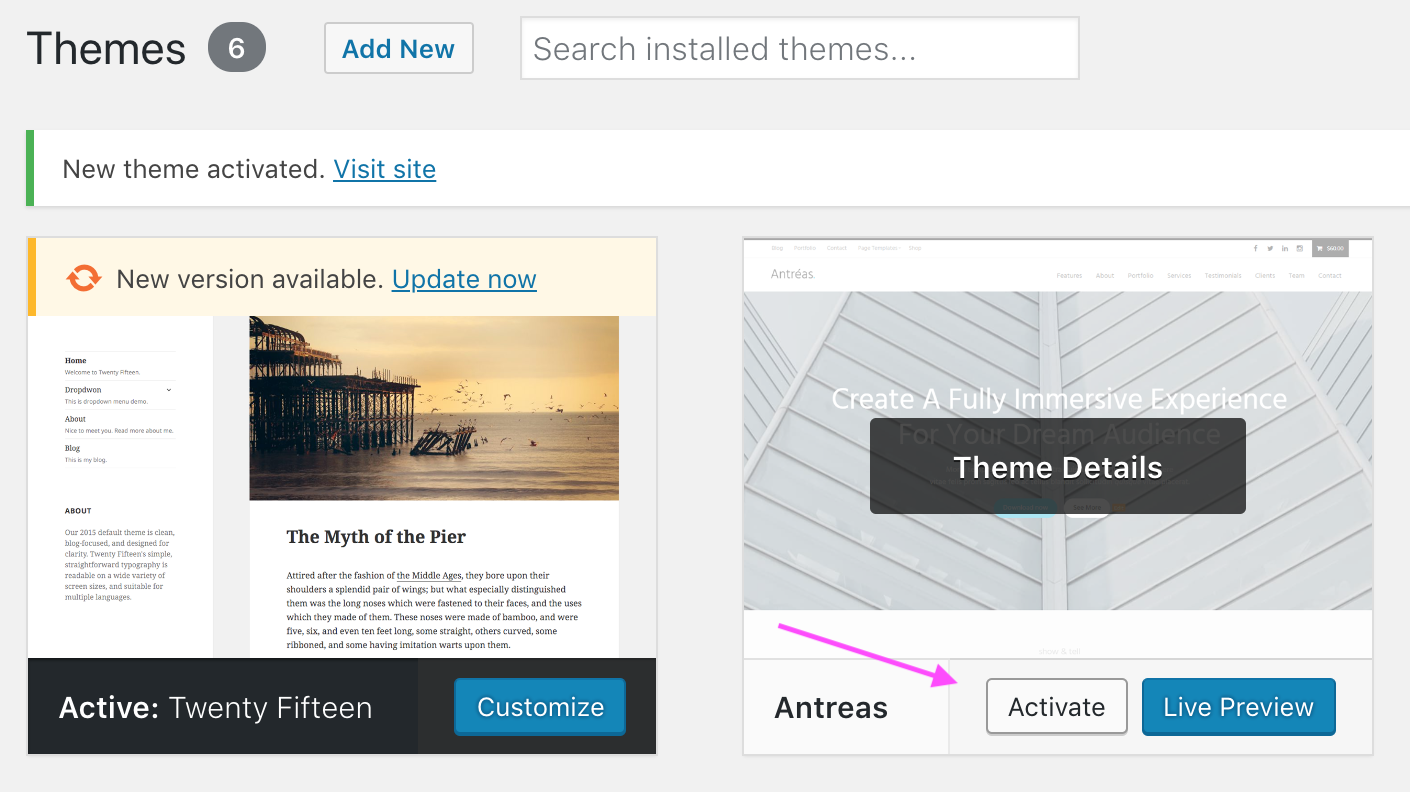 Themes 6 Add New Search installed themes...
New theme activated. Visit site
New version available. Update now
Home
Welcome to Twenty Fifteen.
Dropdwon
This is dropdown menu demo.
About
Nice to meet you. Read more about me.
Blog
This is my blog.
ABOUT
Our 2015 default theme is clean,
blog-focused, and designed for
clarity. Twenty Fifteen's simple,
straightforward typography is
readable on a wide variety of
screen sizes, and suitable for
multiple languages.
The Myth of the Pier
Attired after the fashion of the Middle Ages, they bore upon their
shoulders a splendid pair of wings; but what especially distinguished
them was the long noses which were fastened to their faces, and the uses
which they made of them. These noses were made of bamboo, and were
five, six, and even ten feet long, some straight, others curved, some
ribboned, and some having imitation warts upon them.
Active: Twenty Fifteen Customize
Blog Portfolio Contact Page Templates Shop $60.00
Antréas.
Features About Portfolio Services Testimonials Clients Team Contact
Create A Fully Immersive Experience
For Your Dream Audience
Theme Details
show & tell
Antreas Activate Live Preview